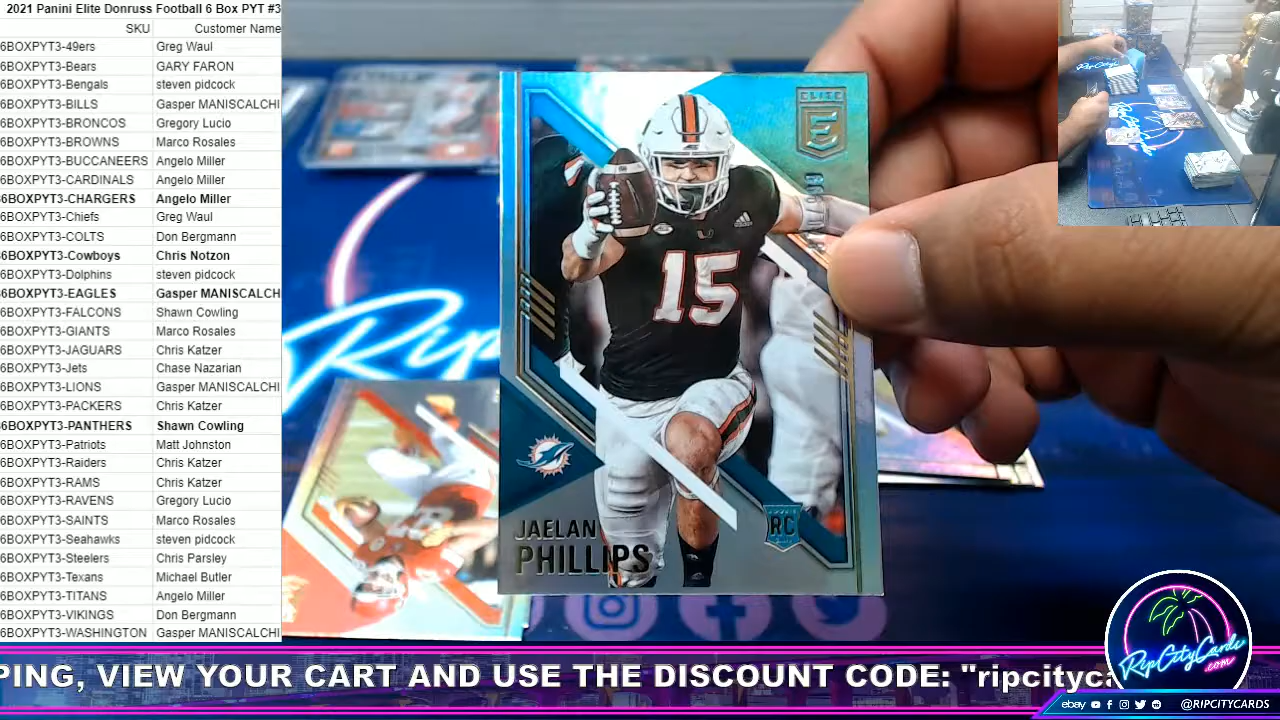 2021 Panini Elite Donruss Football 6 Box PYT #3
SKU Customer Name
6BOXPYT3-49ers Greg Waul
6BOXPYT3-Bears GARY FARON
6BOXPYT3-Bengals steven pidcock
6BOXPYT3-BILLS Gasper MANISCALCHI
6BOXPYT3-BRONCOS Gregory Lucio
6BOXPYT3-BROWNS Marco Rosales
6BOXPYT3-BUCCANEERS Angelo Miller
6BOXPYT3-CARDINALS Angelo Miller
6BOXPYT3-CHARGERS Angelo Miller
6BOXPYT3-Chiefs Greg Waul
6BOXPYT3-COLTS Don Bergmann
6BOXPYT3-Cowboys Chris Notzon
6BOXPYT3-Dolphins steven pidcock
6BOXPYT3-EAGLES Gasper MANISCALCH
6BOXPYT3-FALCONS Shawn Cowling
6BOXPYT3-GIANTS Marco Rosales
6BOXPYT3-JAGUARS Chris Katzer
6BOXPYT3-Jets Chase Nazarian
6BOXPYT3-LIONS Gasper MANISCALCHI
6BOXPYT3-PACKERS Chris Katzer
6BOXPYT3-PANTHERS Shawn Cowling
6BOXPYT3-Patriots Matt Johnston
6BOXPYT3-Raiders Chris Katzer
6BOXPYT3-RAMS Chris Katzer
6BOXPYT3-RAVENS Gregory Lucio
6BOXPYT3-SAINTS Marco Rosales
6BOXPYT3-Seahawks steven pidcock
6BOXPYT3-Steelers Chris Parsley
6BOXPYT3-Texans Michael Butler
6BOXPYT3-TITANS Angelo Miller
6BOXPYT3-VIKINGS Don Bergmann
6BOXPYT3-WASHINGTON Gasper MANISCALCHI
ELITE
E
15
RC
JAELAN
PHILLIPS
Rip
PING, VIEW YOUR CART AND USE THE DISCOUNT CODE: "ripcityc
RipCityCards
.com
ebay @RIPCITYCARDS